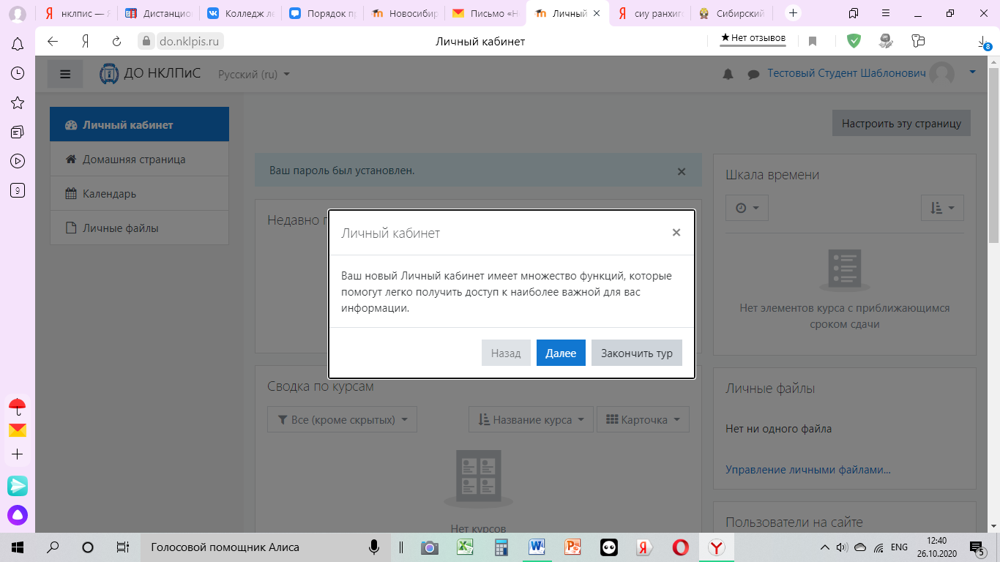 нклпис — Я
Дистанцион
Колледж ле
Порядок пр
Новосибир
Письмо «Н
Личный
сиу ранхиг
Сибирский
do.nklpis.ru
Личный кабинет
★Нет отзывов
8
ДО НКЛПиС
Русский (ru)
Тестовый Студент Шаблонович
9
Личный кабинет
Домашняя страница
Календарь
Личные файлы
Настроить эту страницу
Ваш пароль был установлен.
Недавно п
Личный кабинет
Ваш новый Личный кабинет имеет множество функций, которые
помогут легко получить доступ к наиболее важной для вас
информации.
Назад
Далее
Закончить тур
Сводка по курсам
Все (кроме скрытых)
Название курса
Карточка
Нет курсов
Шкала времени
Нет элементов курса с приближающимся
сроком сдачи
Личные файлы
Нет ни одного файла
Управление личными файлами...
Пользователи на сайте
Голосовой помощник Алиса
ENG
12:40
26.10.2020
5